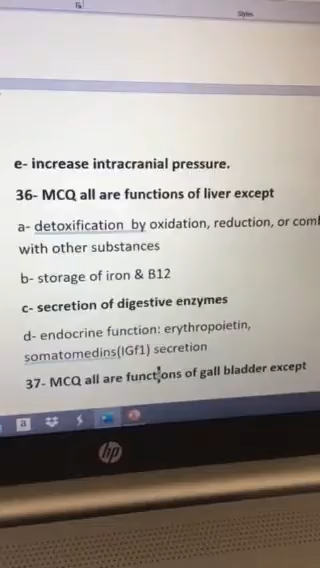 Styles
e- increase intracranial pressure.
36- MCQ all are functions of liver except
a- detoxification by oxidation, reduction, or
with other substances
b- storage of iron & B12
c- secretion of digestive enzymes
d- endocrine function: erythropoietin,
somatomedins(IGf1) secretion
37- MCQ all are functions of gall bladder except
a
hp